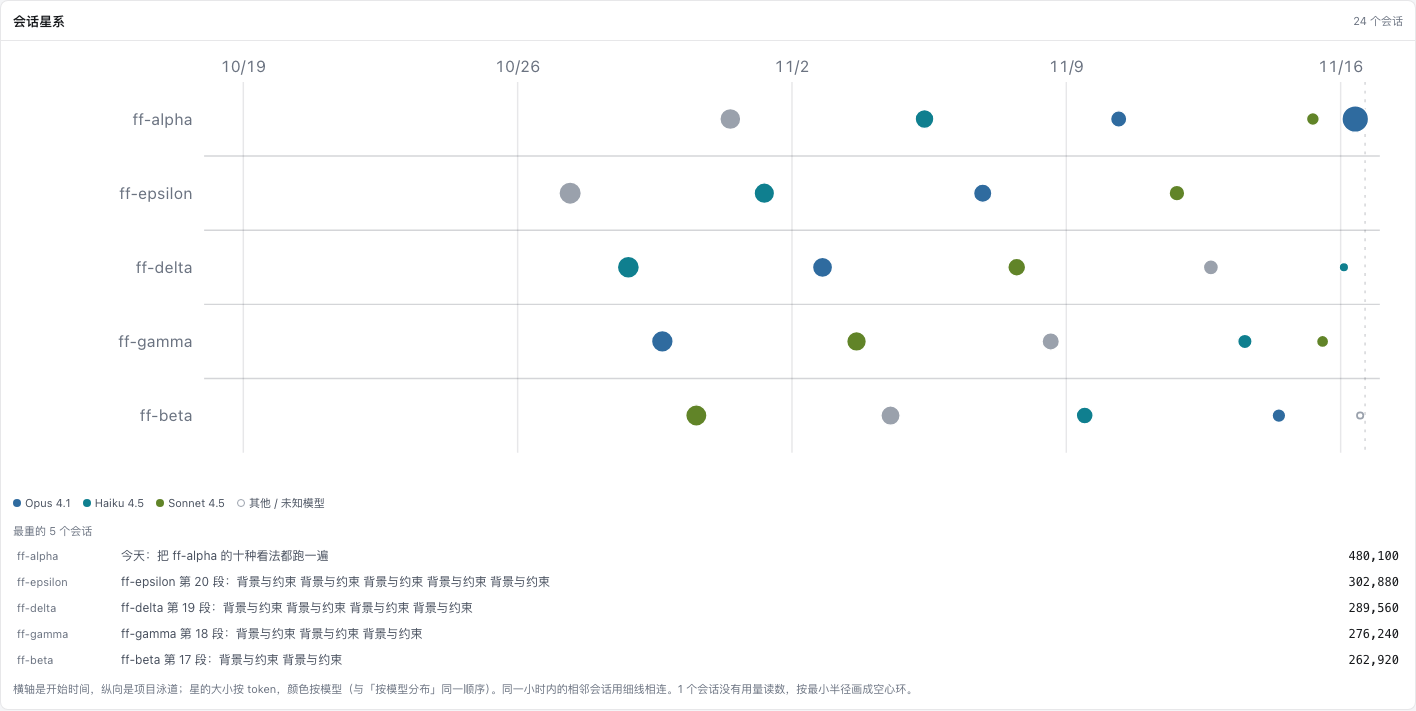 会话星系
24 个会话
10/19 10/26 11/2 11/9 11/16
ff-alpha
ff-epsilon
ff-delta
ff-gamma
ff-beta
Opus 4.1 Haiku 4.5 Sonnet 4.5 其他 / 未知模型
最重的 5 个会话
ff-alpha 今天：把 ff-alpha 的十种看法都跑一遍 480,100
ff-epsilon ff-epsilon 第 20 段：背景与约束 背景与约束 背景与约束 背景与约束 背景与约束 302,880
ff-delta ff-delta 第 19 段：背景与约束 背景与约束 背景与约束 背景与约束 289,560
ff-gamma ff-gamma 第 18 段：背景与约束 背景与约束 背景与约束 276,240
ff-beta ff-beta 第 17 段：背景与约束 背景与约束 262,920
横轴是开始时间，纵向是项目泳道；星的大小按 token，颜色按模型（与「按模型分布」同一顺序）。同一小时内的相邻会话用细线相连。1 个会话没有用量读数，按最小半径画成空心环。